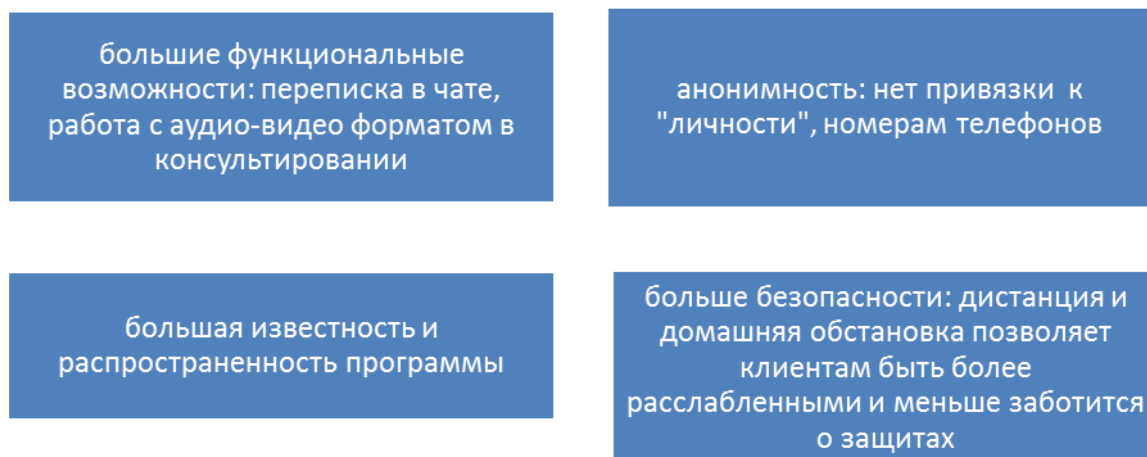 большие функциональные
возможности: переписка в чате,
работа с аудио-видео форматом в
консультировании
анонимность: нет привязки к
"личности", номерам телефонов
большая известность и
распространенность программы
больше безопасности: дистанция и
домашняя обстановка позволяет
клиентам быть более
расслабленными и меньше заботится
о защитах